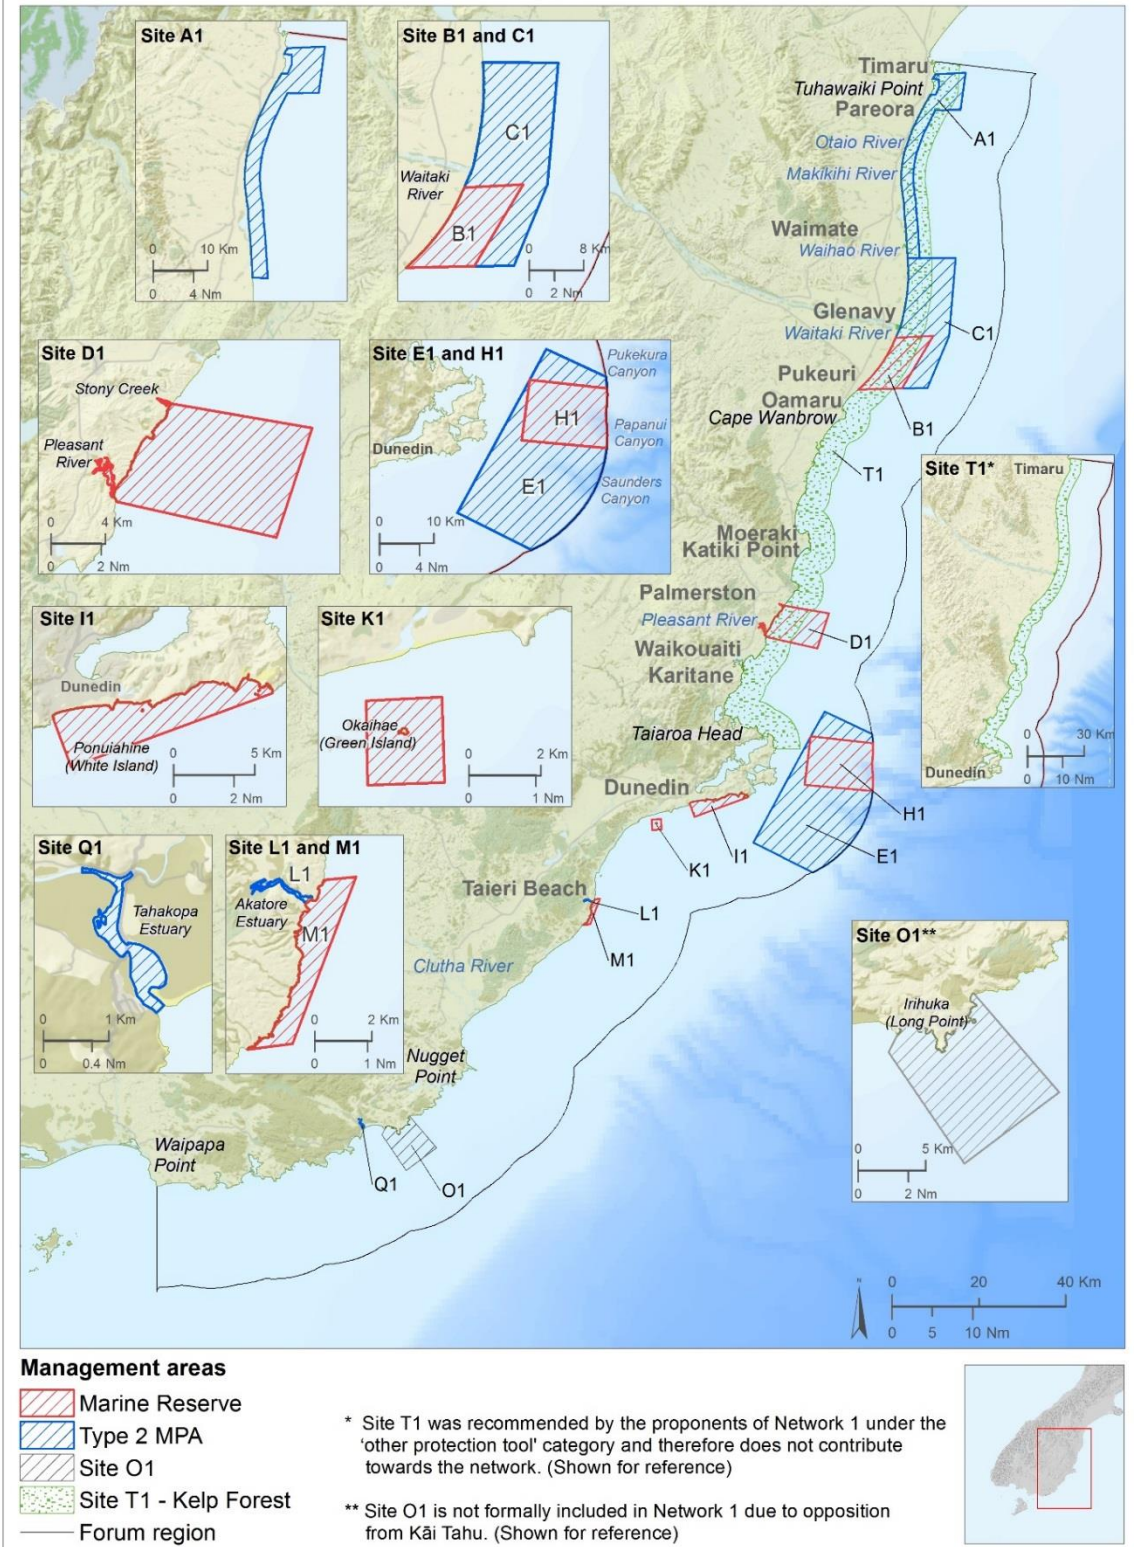 Site A1
0 10 Km
0 4 Nm
Site B1 and C1
C1
Waitaki
River
B1
0 8 Km
0 2 Nm
Timaru
Tuhawaiki Point
Pareora
A1
Otaio River
Makikihi River
Waimate
Waihao River
Glenavy
Waitaki River
C1
Pukeuri
Oamaru
Cape Wanbrow
B1
T1
Site D1
Stony Creek
Pleasant
River
0 4 Km
0 2 Nm
Site E1 and H1
Pukekura
Canyon
H1
Papanui
Canyon
Dunedin
E1
Saunders
Canyon
0 10 Km
0 4 Nm
Site T1*
Timaru
Dunedin
0 30 Km
0 10 Nm
Moeraki
Katiki Point
Palmerston
Pleasant River
D1
Waikouaiti
Karitane
Taiaroa Head
Dunedin
H1
E1
I1
K1
Site I1
Dunedin
Ponuiahine
(White Island)
0 5 Km
0 2 Nm
Site K1
Okaihae
(Green Island)
0 2 Km
0 1 Nm
Site Q1
Tahakopa
Estuary
0 1 Km
0 0.4 Nm
Site L1 and M1
L1
Akatore
Estuary
M1
0 2 Km
0 1 Nm
Taieri Beach
L1
M1
Clutha River
Nugget
Point
Waipapa
Point
Q1
O1
Site O1**
Irihuka
(Long Point)
0 5 Km
0 2 Nm
N
0 20 40 Km
0 5 10 Nm
Management areas
Marine Reserve
Type 2 MPA
Site O1
Site T1 - Kelp Forest
Forum region
* Site T1 was recommended by the proponents of Network 1 under the
'other protection tool' category and therefore does not contribute
towards the network. (Shown for reference)
** Site O1 is not formally included in Network 1 due to opposition
from Kāi Tahu. (Shown for reference)